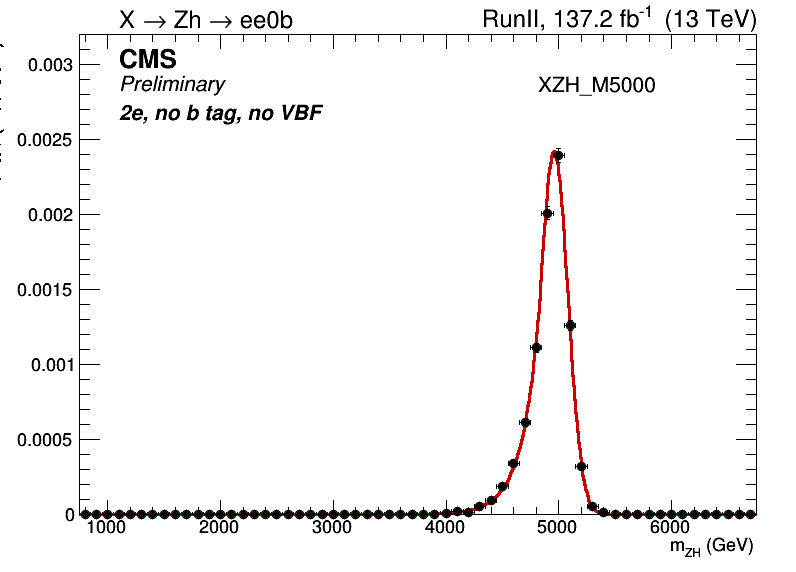 X → Zh → ee0b
RunII, 137.2 fb⁻¹ (13 TeV)
CMS
Preliminary
2e, no b tag, no VBF
XZH_M5000
0.003
0.0025
0.002
0.0015
0.001
0.0005
0
1000 2000 3000 4000 5000 6000
m_ZH (GeV)